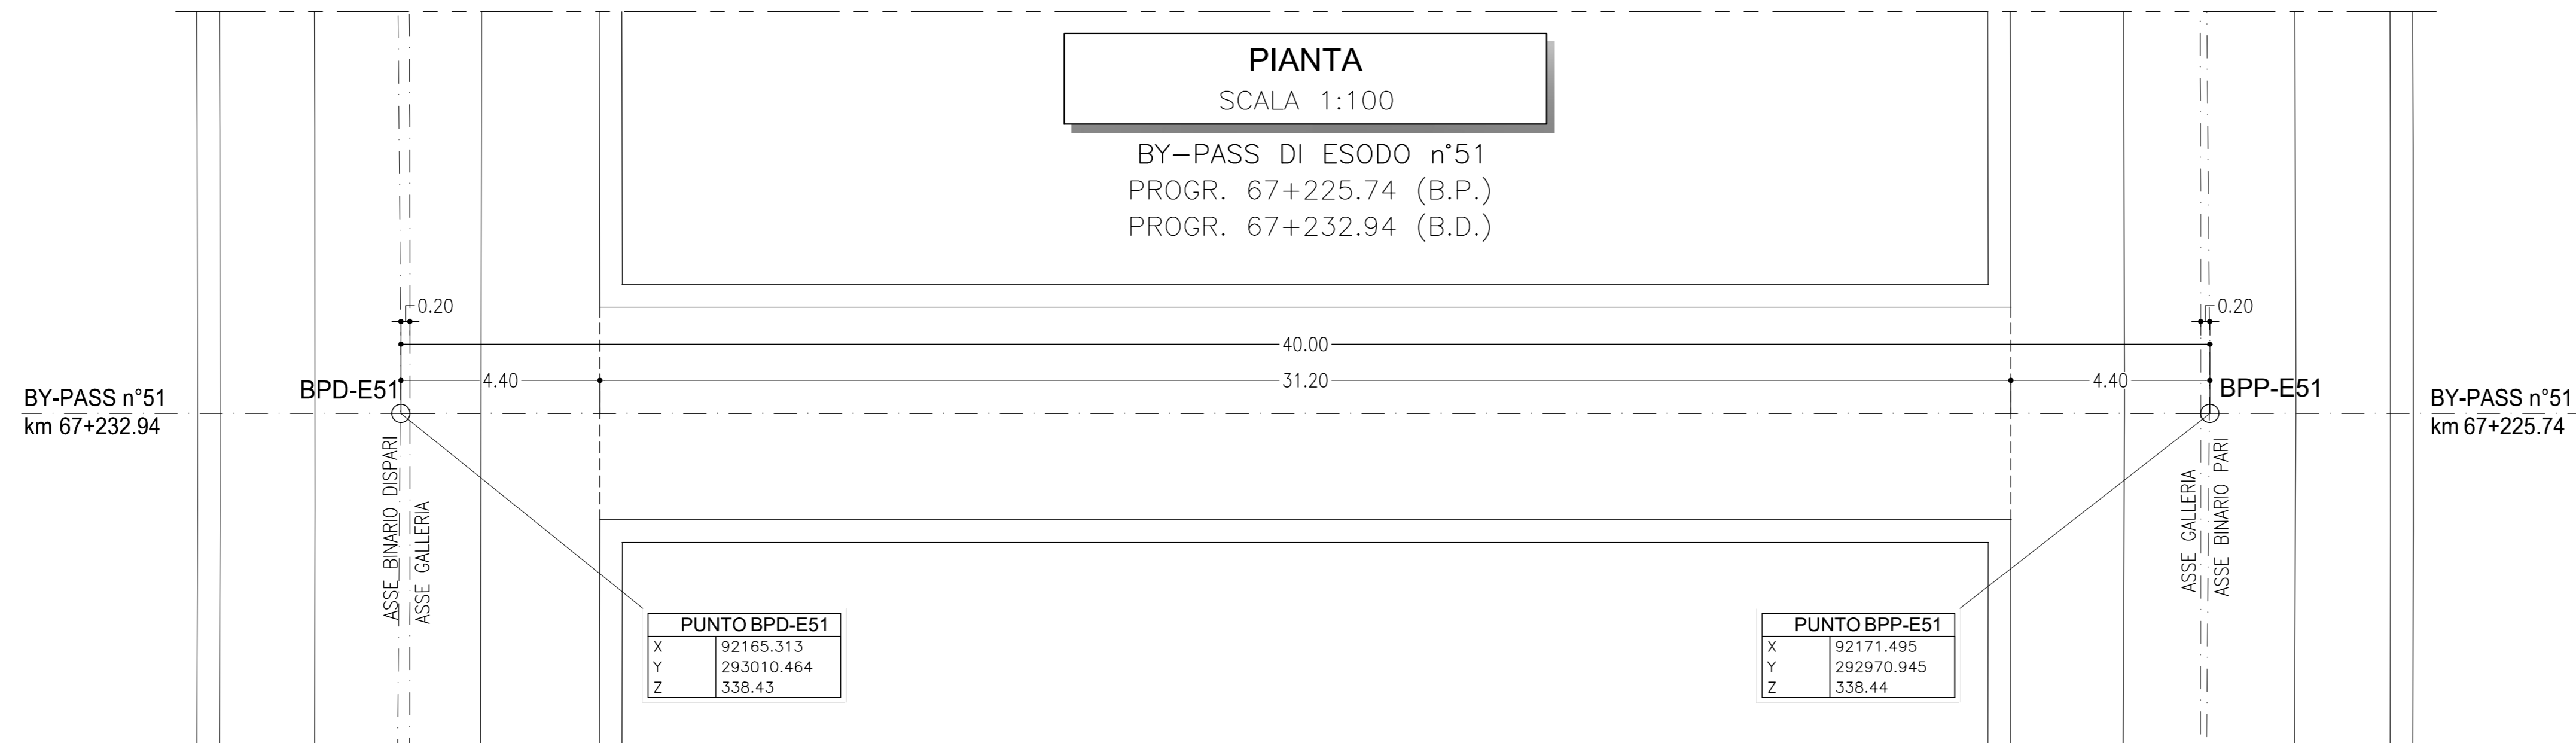 PIANTA
SCALA 1:100
BY-PASS DI ESODO n°51
PROGR. 67+225.74 (B.P.)
PROGR. 67+232.94 (B.D.)
0.20
0.20
40.00
4.40
31.20
4.40
BPD-E51
BPP-E51
BY-PASS n°51
km 67+232.94
BY-PASS n°51
km 67+225.74
ASSE BINARIO DISPARI
ASSE GALLERIA
ASSE GALLERIA
ASSE BINARIO PARI
PUNTO BPD-E51
X 92165.313
Y 293010.464
Z 338.43
PUNTO BPP-E51
X 92171.495
Y 292970.945
Z 338.44